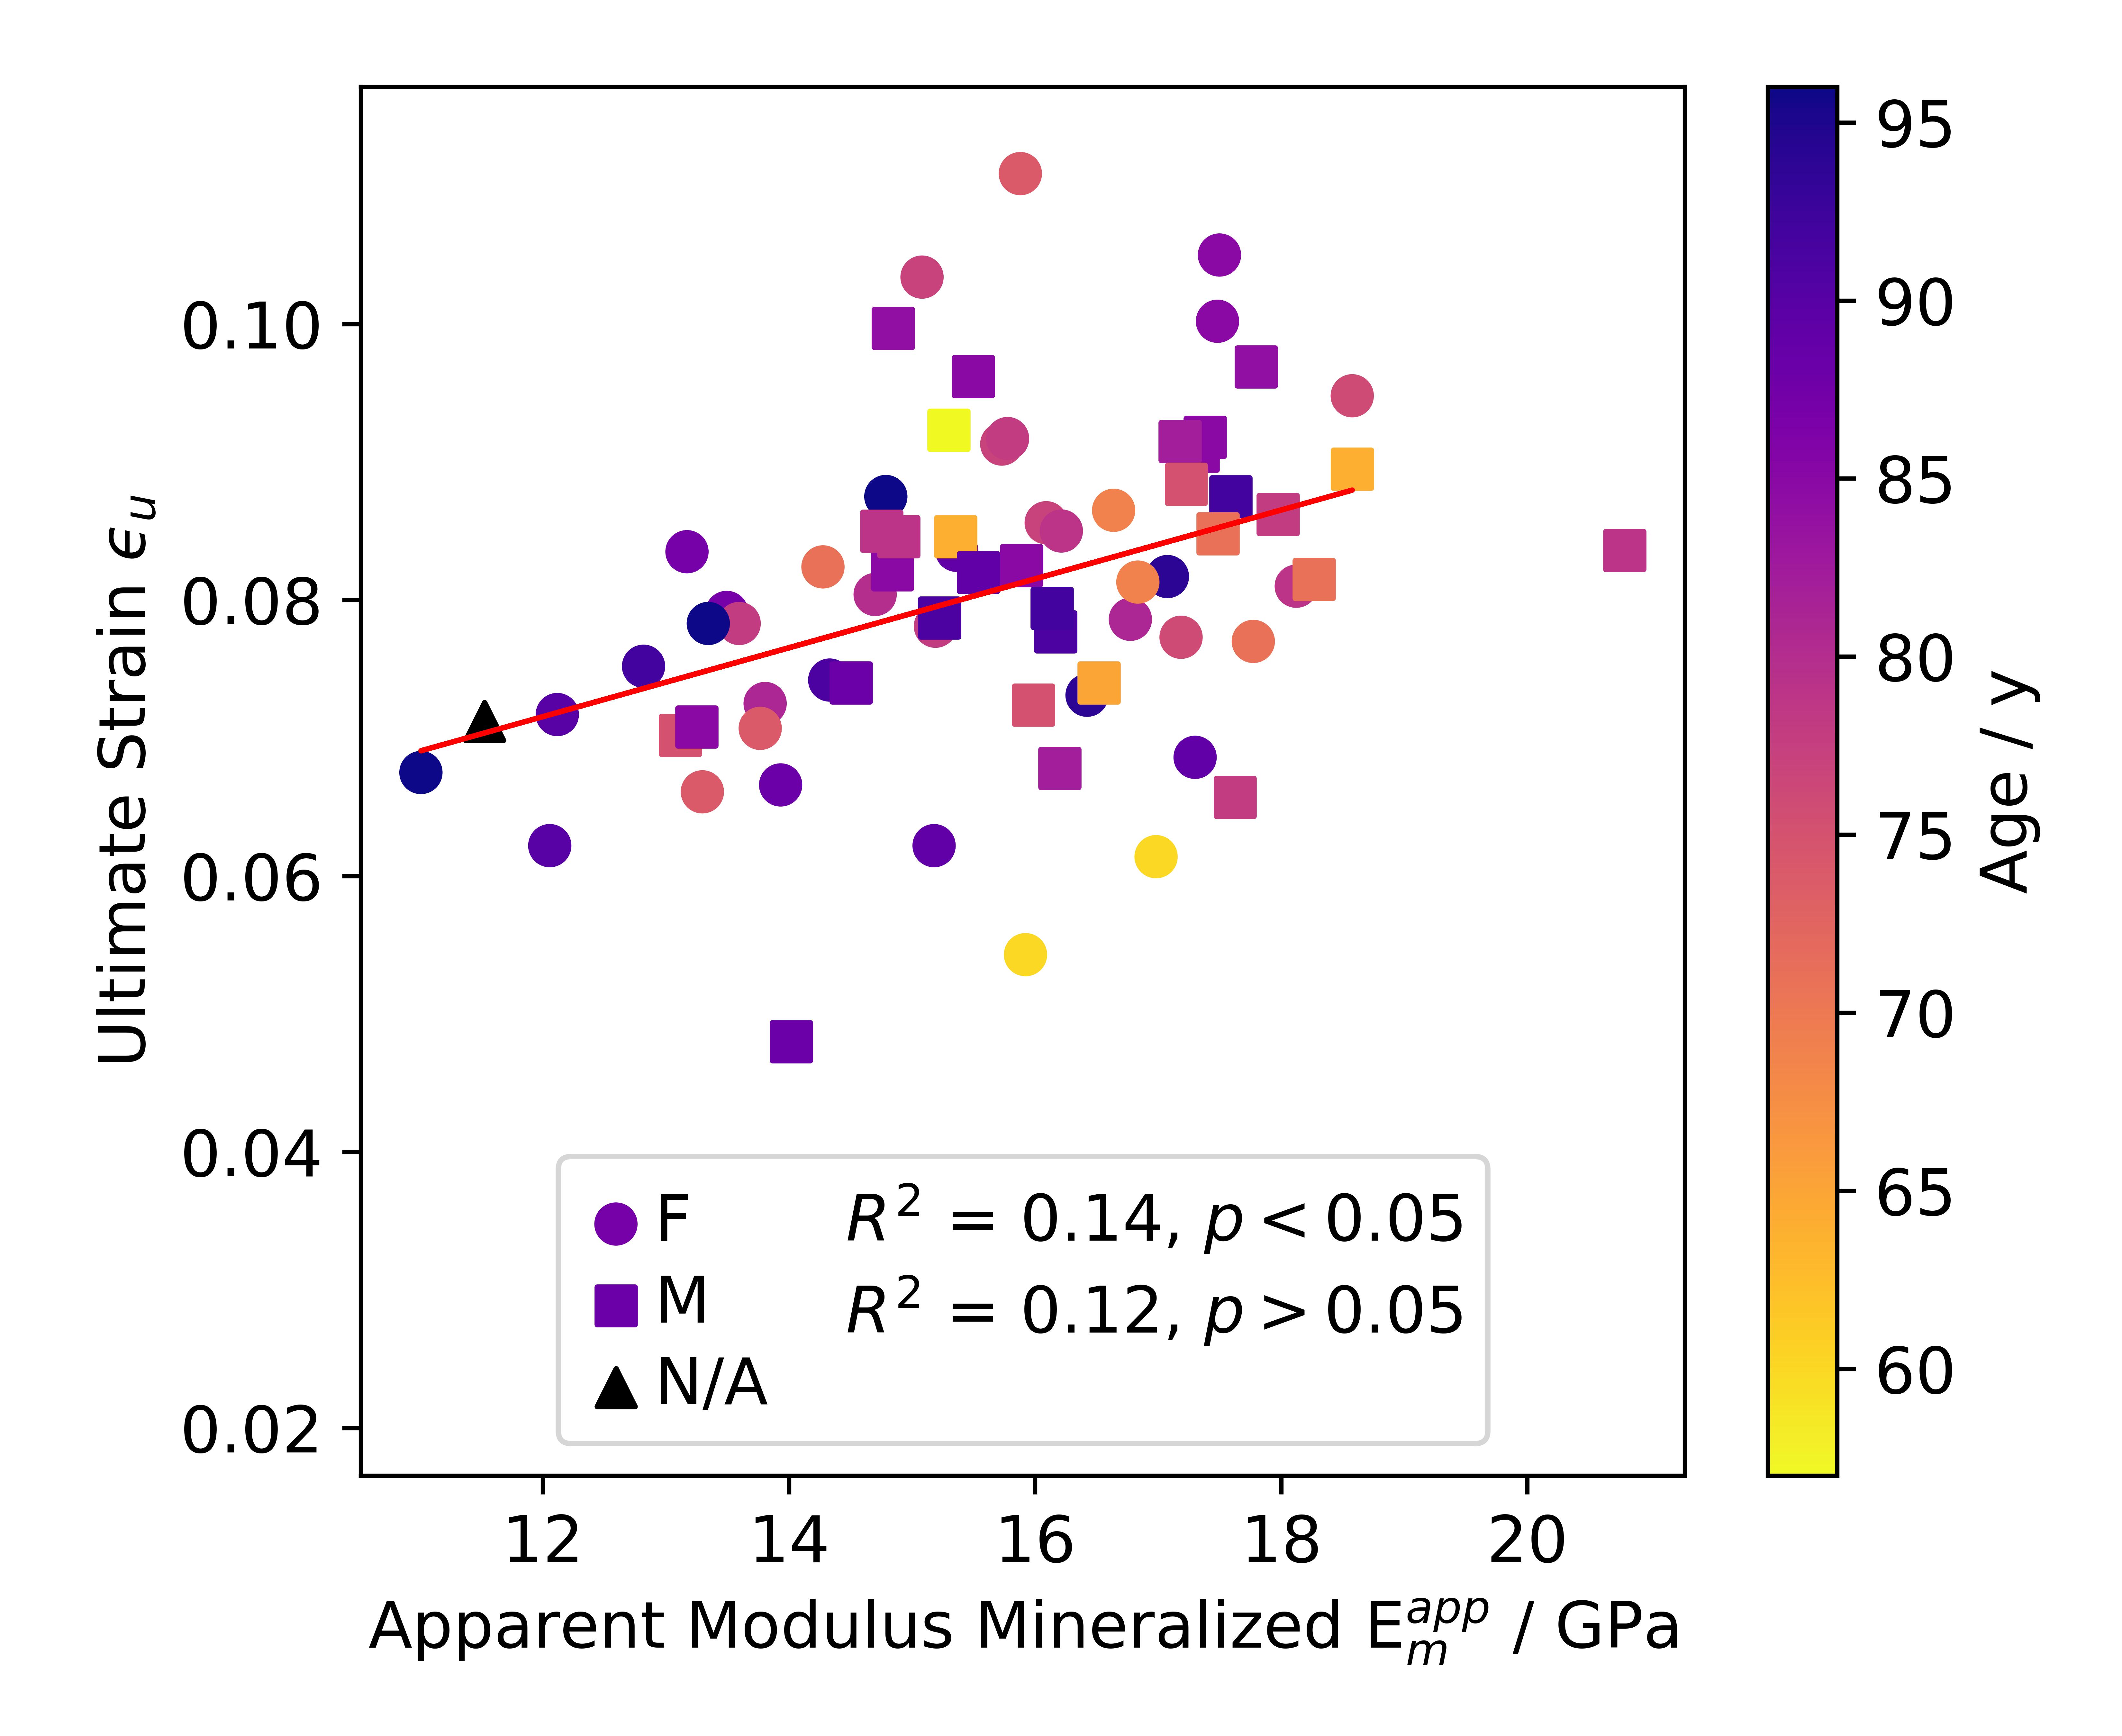 0.10
0.08
0.06
0.04
0.02
Ultimate Strain ϵ_u
12 14 16 18 20
Apparent Modulus Mineralized E_m^app / GPa
F R² = 0.14, p < 0.05
M R² = 0.12, p > 0.05
N/A
95
90
85
80
75
70
65
60
Age / y